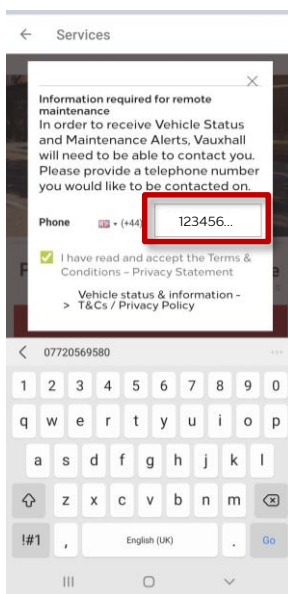 Services
Information required for remote
maintenance
In order to receive Vehicle Status
and Maintenance Alerts, Vauxhall
will need to be able to contact you.
Please provide a telephone number
you would like to be contacted on.
Phone (+44) 123456...
I have read and accept the Terms &
Conditions – Privacy Statement
Vehicle status & information -
> T&Cs / Privacy Policy
07720569580
1 2 3 4 5 6 7 8 9 0
q w e r t y u i o p
a s d f g h j k l
z x c v b n m
!#1 , English (UK) . Go